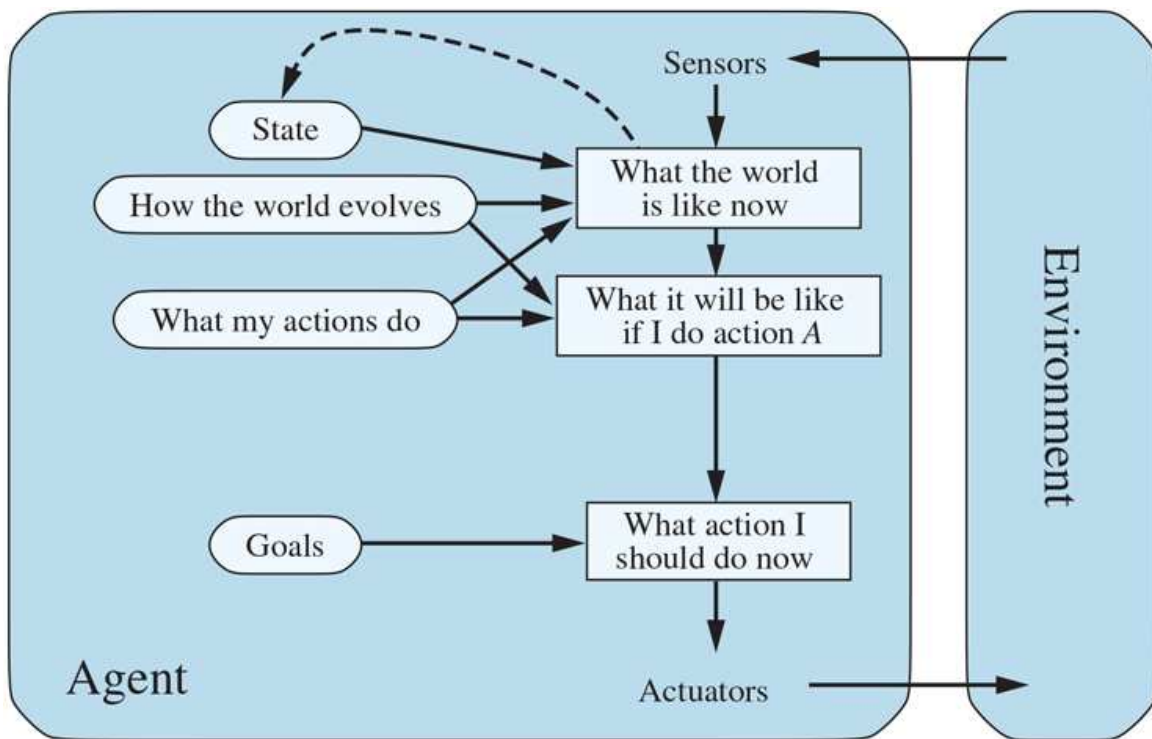 Sensors
State
What the world
is like now
How the world evolves
What it will be like
if I do action A
What my actions do
Environment
What action I
should do now
Goals
Agent
Actuators